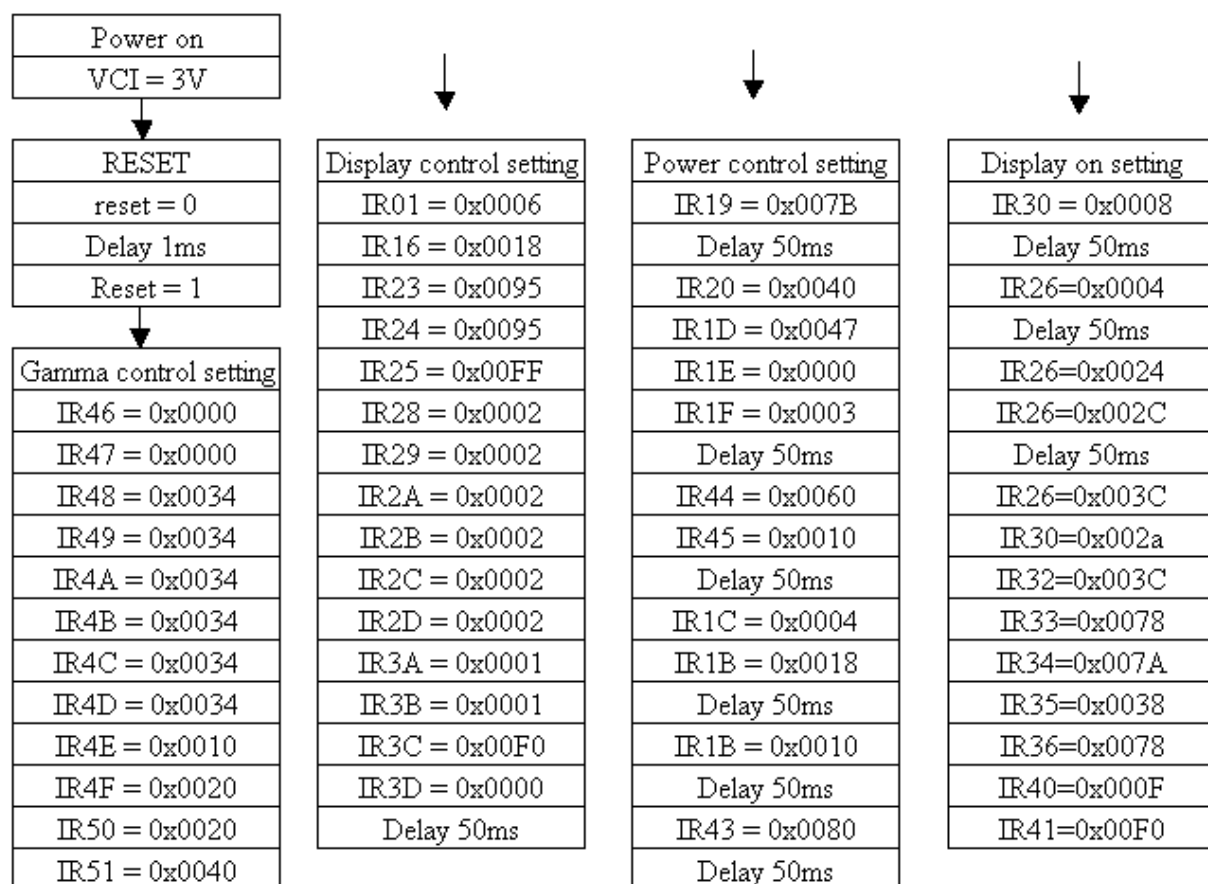 Power on
VCI = 3V
RESET
reset = 0
Delay 1ms
Reset = 1
Gamma control setting
IR46 = 0x0000
IR47 = 0x0000
IR48 = 0x0034
IR49 = 0x0034
IR4A = 0x0034
IR4B = 0x0034
IR4C = 0x0034
IR4D = 0x0034
IR4E = 0x0010
IR4F = 0x0020
IR50 = 0x0020
IR51 = 0x0040
Display control setting
IR01 = 0x0006
IR16 = 0x0018
IR23 = 0x0095
IR24 = 0x0095
IR25 = 0x00FF
IR28 = 0x0002
IR29 = 0x0002
IR2A = 0x0002
IR2B = 0x0002
IR2C = 0x0002
IR2D = 0x0002
IR3A = 0x0001
IR3B = 0x0001
IR3C = 0x00F0
IR3D = 0x0000
Delay 50ms
Power control setting
IR19 = 0x007B
Delay 50ms
IR20 = 0x0040
IR1D = 0x0047
IR1E = 0x0000
IR1F = 0x0003
Delay 50ms
IR44 = 0x0060
IR45 = 0x0010
Delay 50ms
IR1C = 0x0004
IR1B = 0x0018
Delay 50ms
IR1B = 0x0010
Delay 50ms
IR43 = 0x0080
Delay 50ms
Display on setting
IR30 = 0x0008
Delay 50ms
IR26=0x0004
Delay 50ms
IR26=0x0024
IR26=0x002C
Delay 50ms
IR26=0x003C
IR30=0x002a
IR32=0x003C
IR33=0x0078
IR34=0x007A
IR35=0x0038
IR36=0x0078
IR40=0x000F
IR41=0x00F0